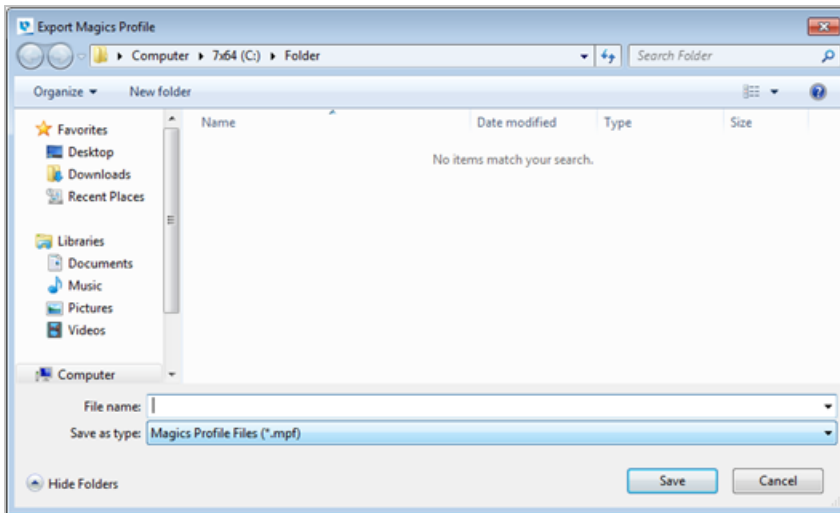 Export Magics Profile
Computer 7x64 (C:) Folder
Search Folder
Organize New folder
Name Date modified Type Size
No items match your search.
Favorites
Desktop
Downloads
Recent Places
Libraries
Documents
Music
Pictures
Videos
Computer
File name:
Save as type: Magics Profile Files (*.mpf)
Hide Folders Save Cancel